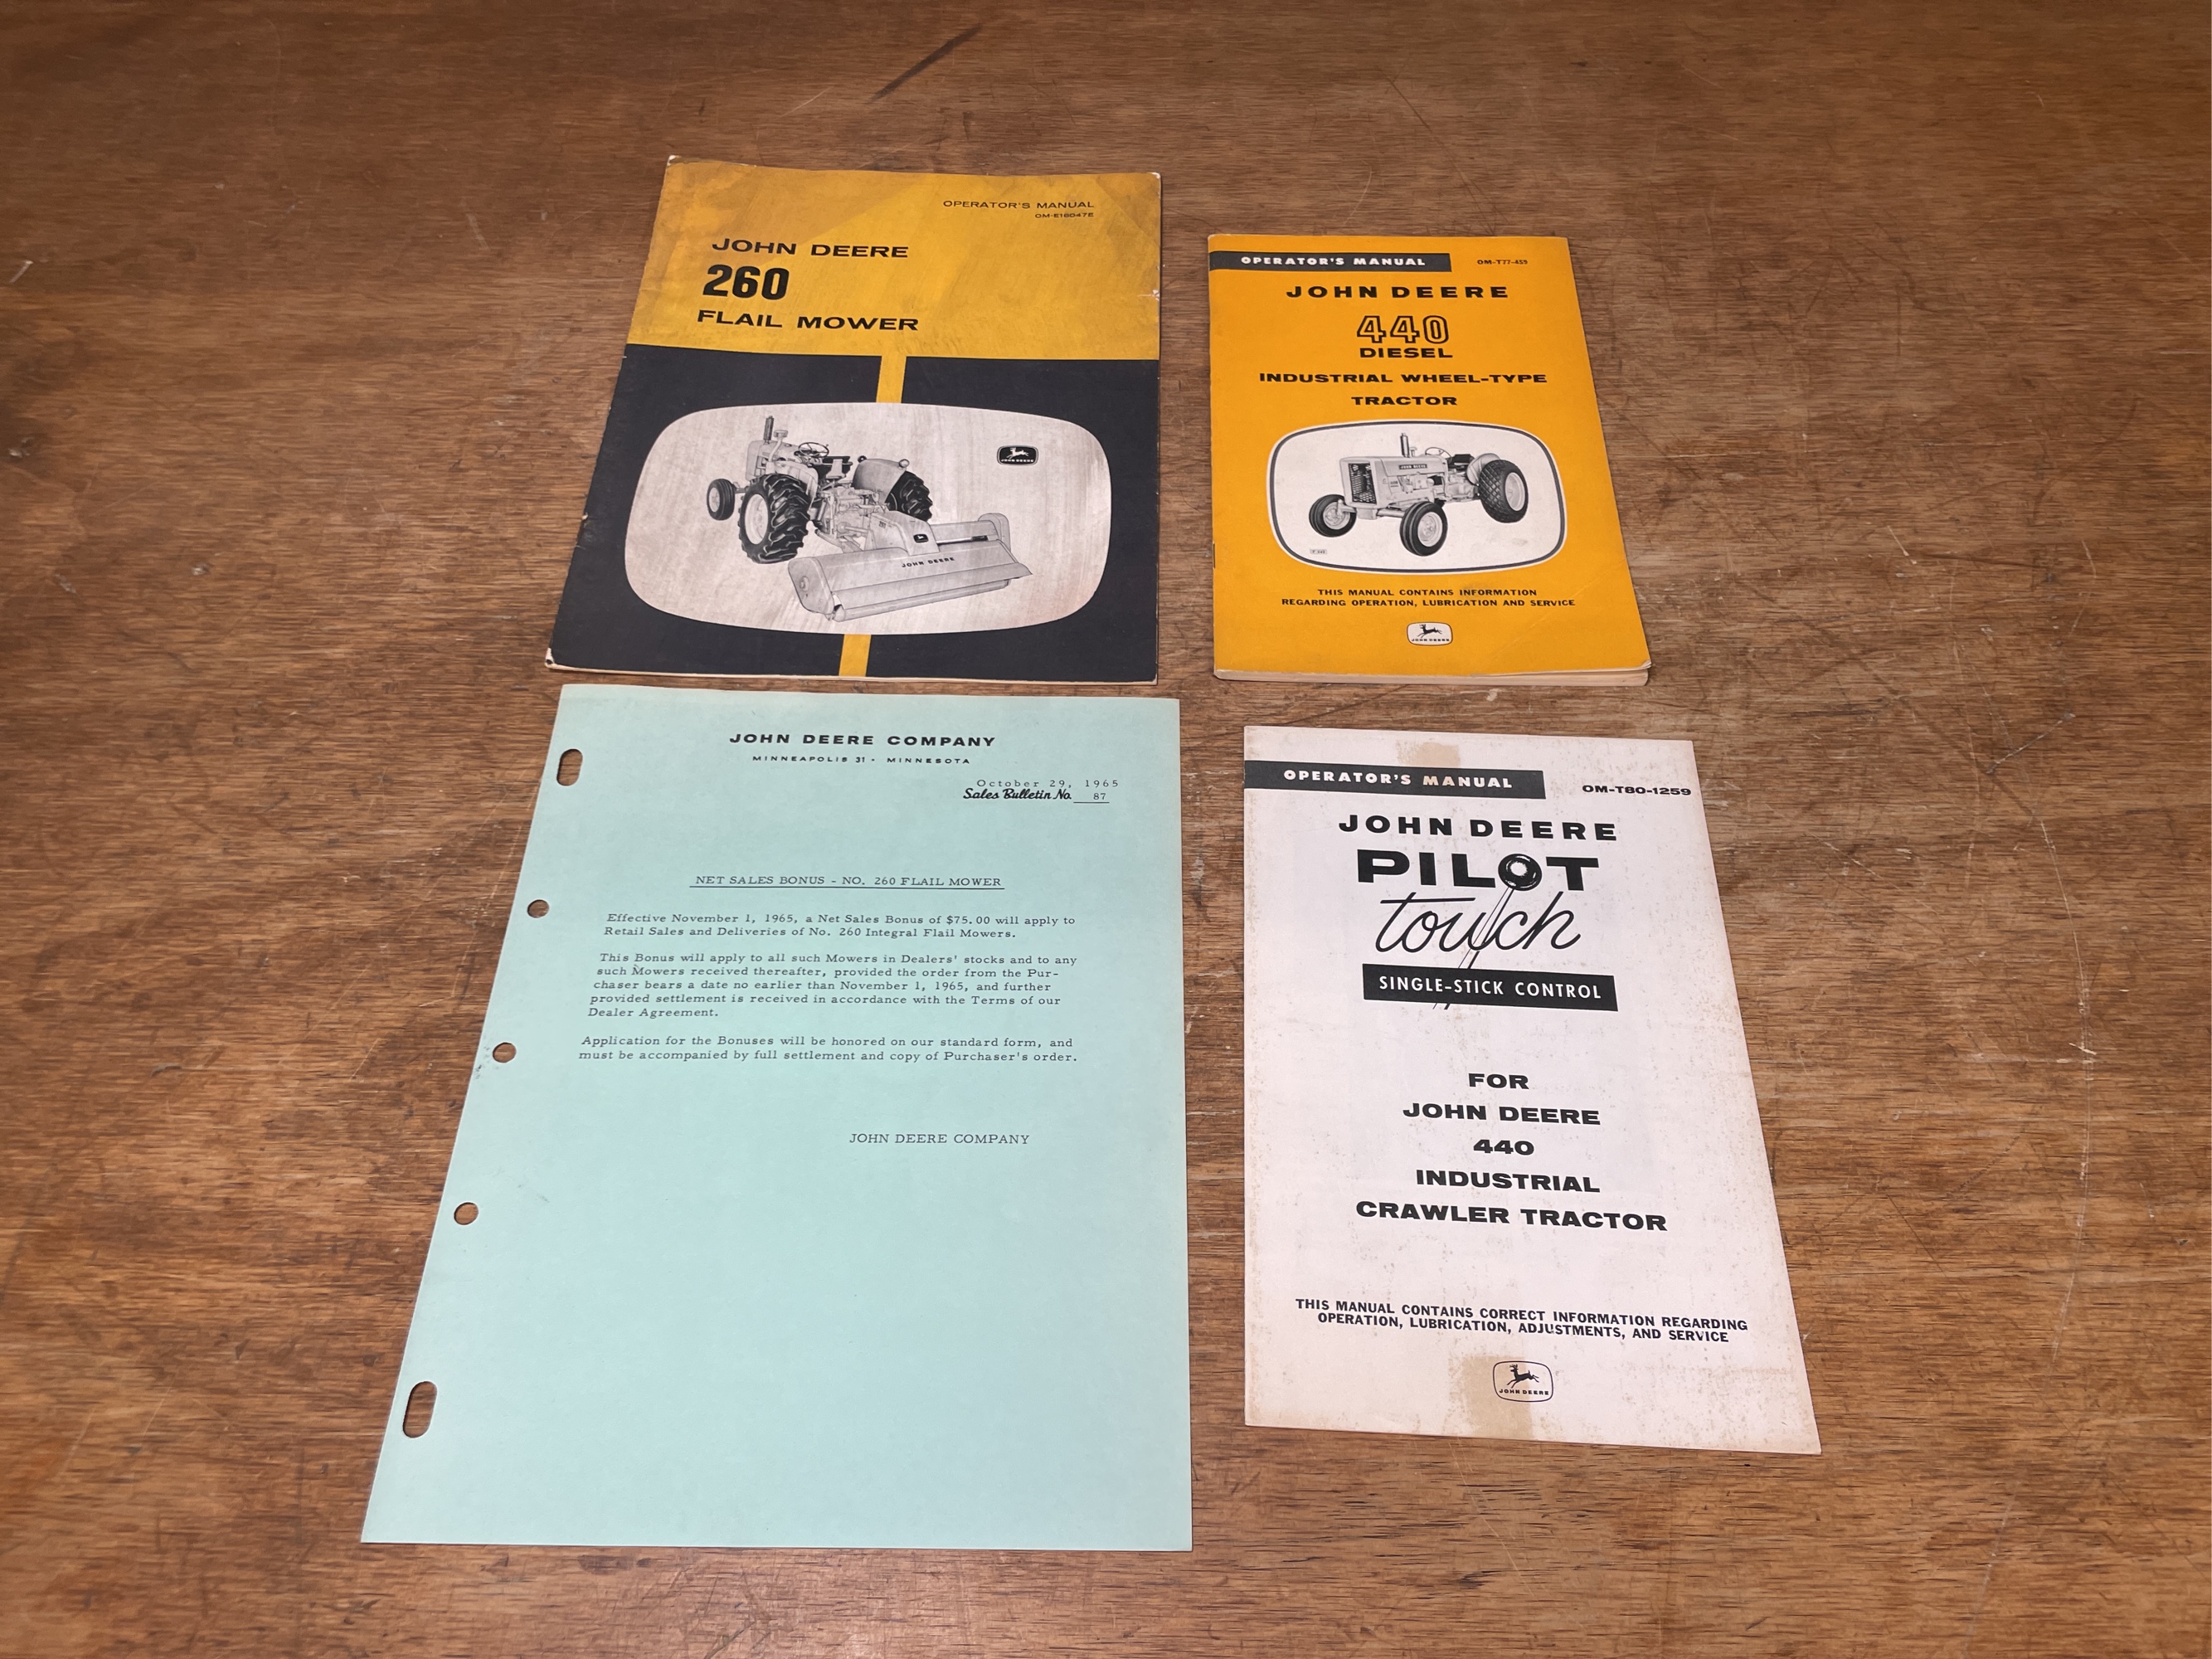 OPERATOR'S MANUAL
OM-E16047E
JOHN DEERE
260
FLAIL MOWER
JOHN DEERE
JOHN DEERE
OPERATOR'S MANUAL
OM-T77-459
JOHN DEERE
440
DIESEL
INDUSTRIAL WHEEL-TYPE
TRACTOR
JOHN DEERE
THIS MANUAL CONTAINS INFORMATION
REGARDING OPERATION, LUBRICATION AND SERVICE
JOHN DEERE
JOHN DEERE COMPANY
MINNEAPOLIS 31 - MINNESOTA
October 29, 1965
Sales Bulletin No. 87
NET SALES BONUS - NO. 260 FLAIL MOWER
Effective November 1, 1965, a Net Sales Bonus of $75.00 will apply to
Retail Sales and Deliveries of No. 260 Integral Flail Mowers.
This Bonus will apply to all such Mowers in Dealers' stocks and to any
such Mowers received thereafter, provided the order from the Pur-
chaser bears a date no earlier than November 1, 1965, and further
provided settlement is received in accordance with the Terms of our
Dealer Agreement.
Application for the Bonuses will be honored on our standard form, and
must be accompanied by full settlement and copy of Purchaser's order.
JOHN DEERE COMPANY
OPERATOR'S MANUAL
OM-T80-1259
JOHN DEERE
PILOT
touch
SINGLE-STICK CONTROL
FOR
JOHN DEERE
440
INDUSTRIAL
CRAWLER TRACTOR
THIS MANUAL CONTAINS CORRECT INFORMATION REGARDING
OPERATION, LUBRICATION, ADJUSTMENTS, AND SERVICE
JOHN DEERE